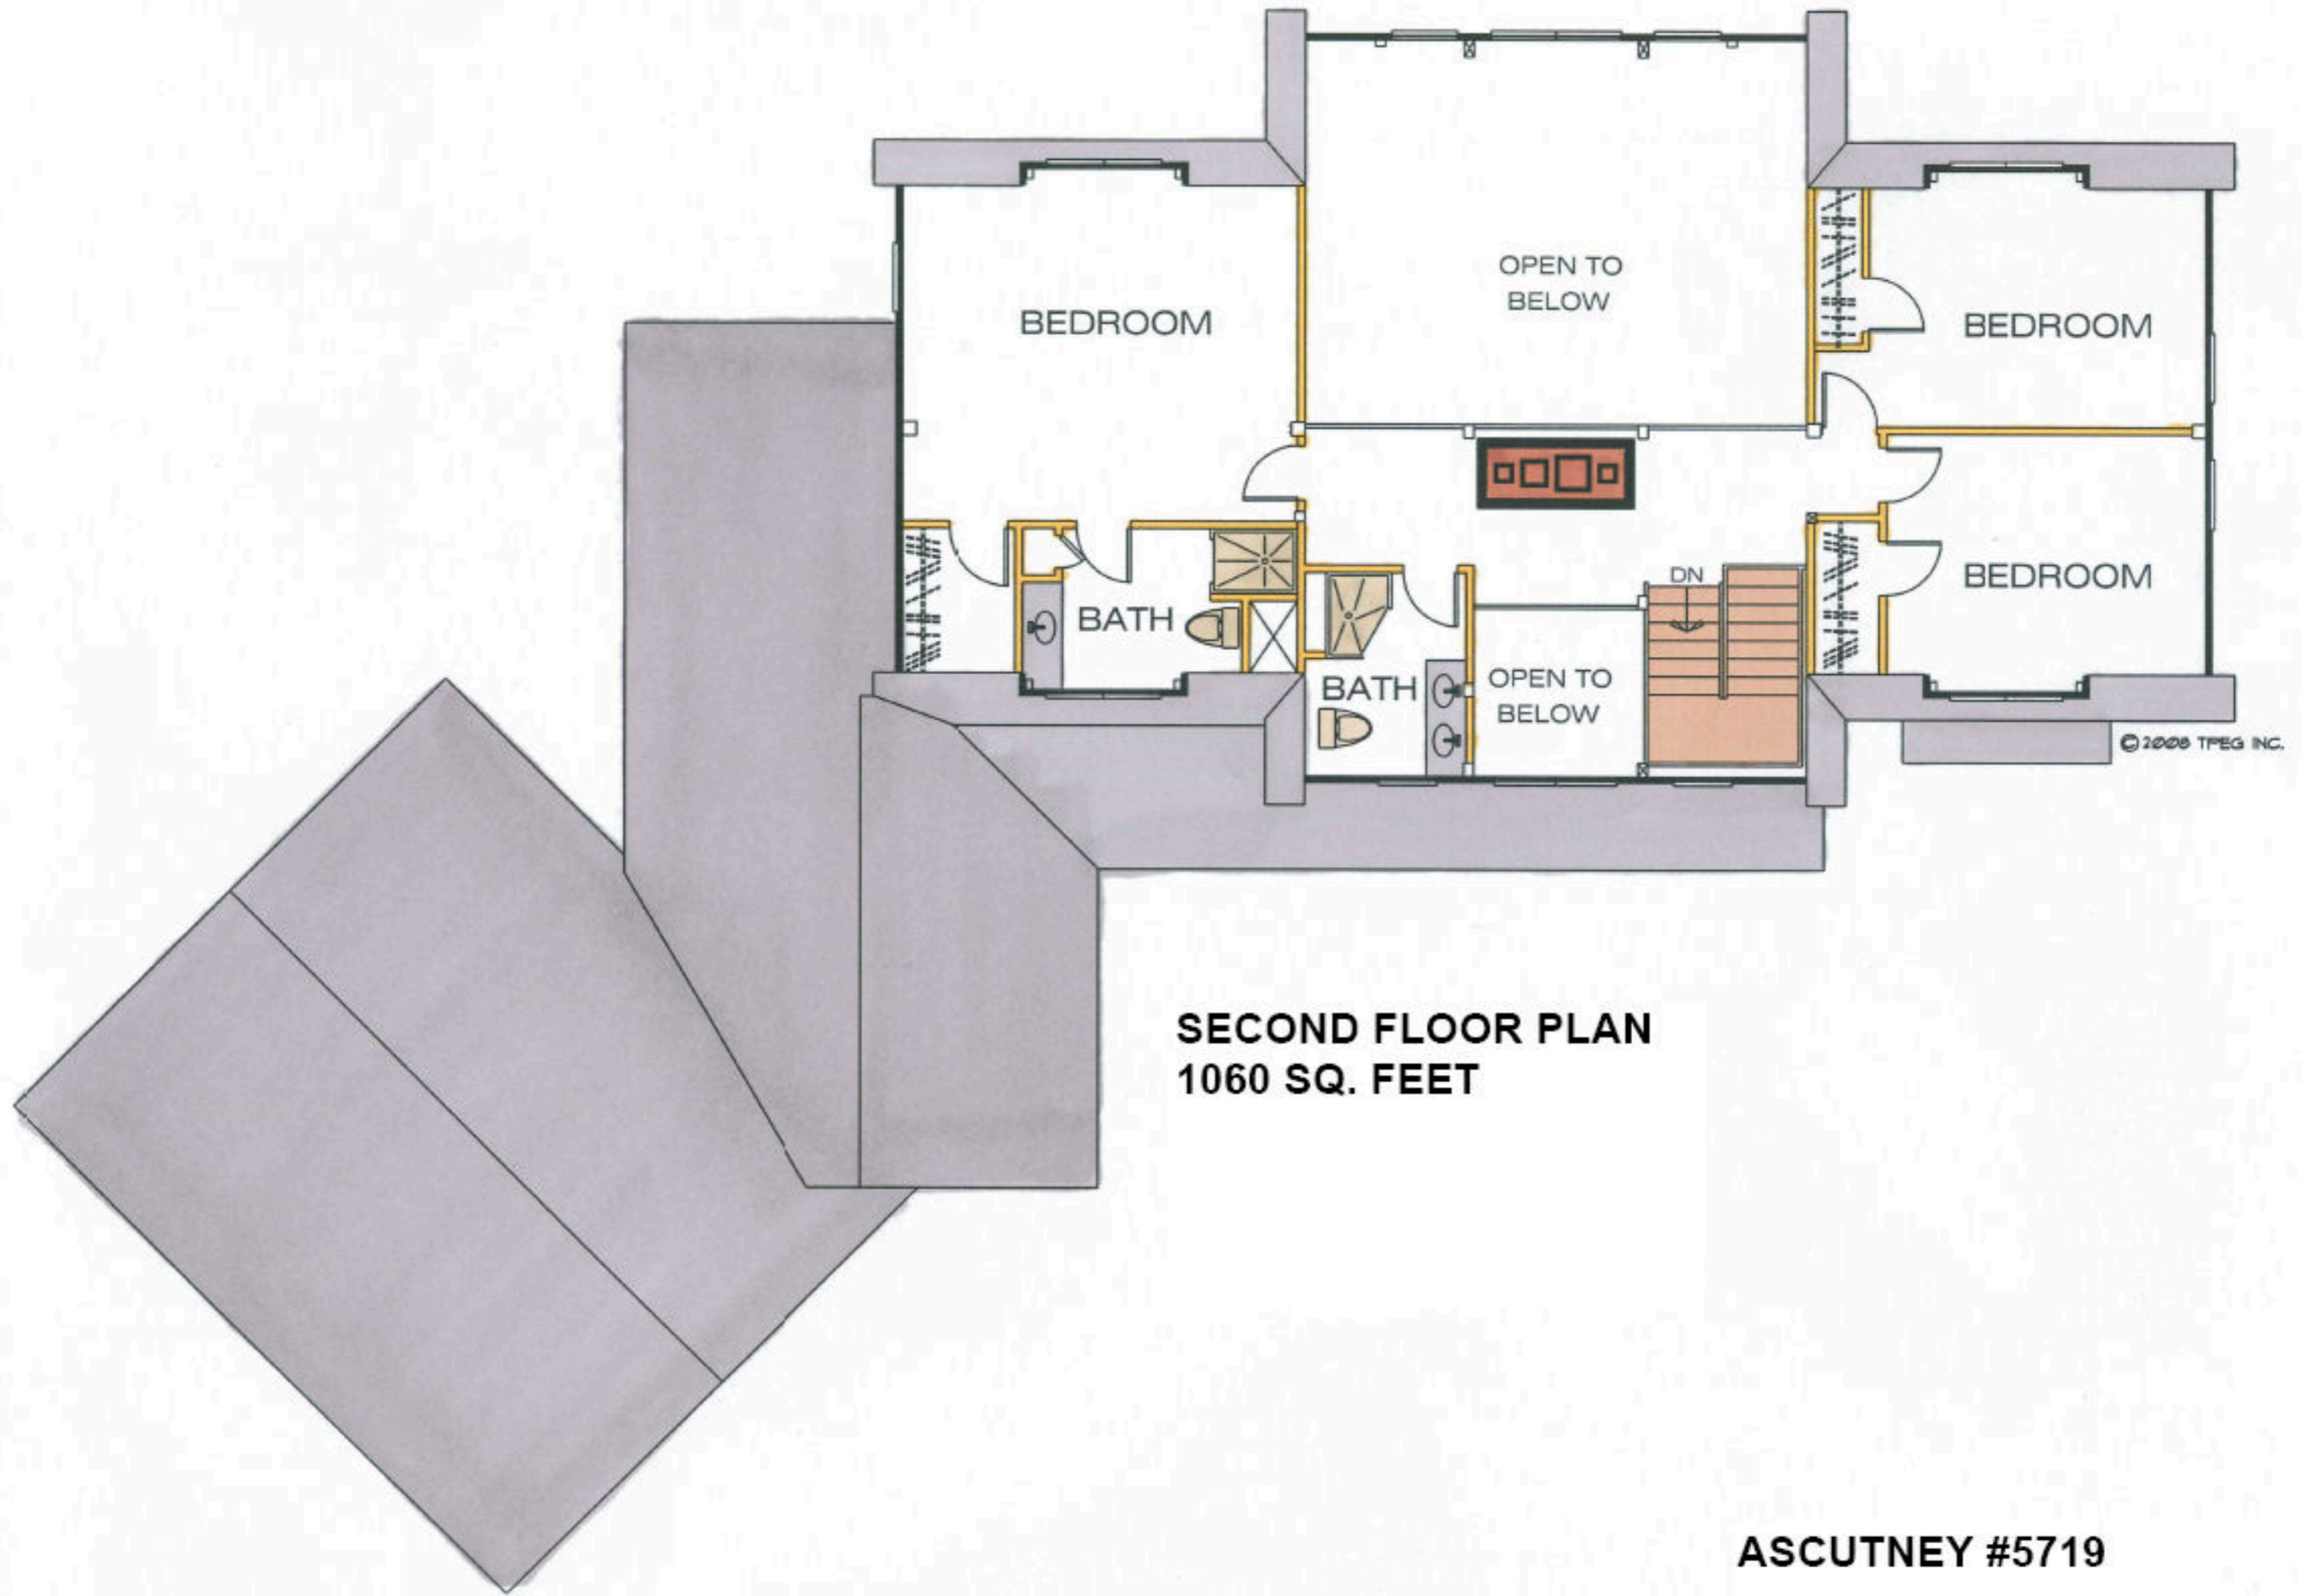 OPEN TO
BELOW
BEDROOM
BEDROOM
BEDROOM
DN
BATH
BATH
OPEN TO
BELOW
©2008 TPEG INC.
SECOND FLOOR PLAN
1060 SQ. FEET
ASCUTNEY #5719